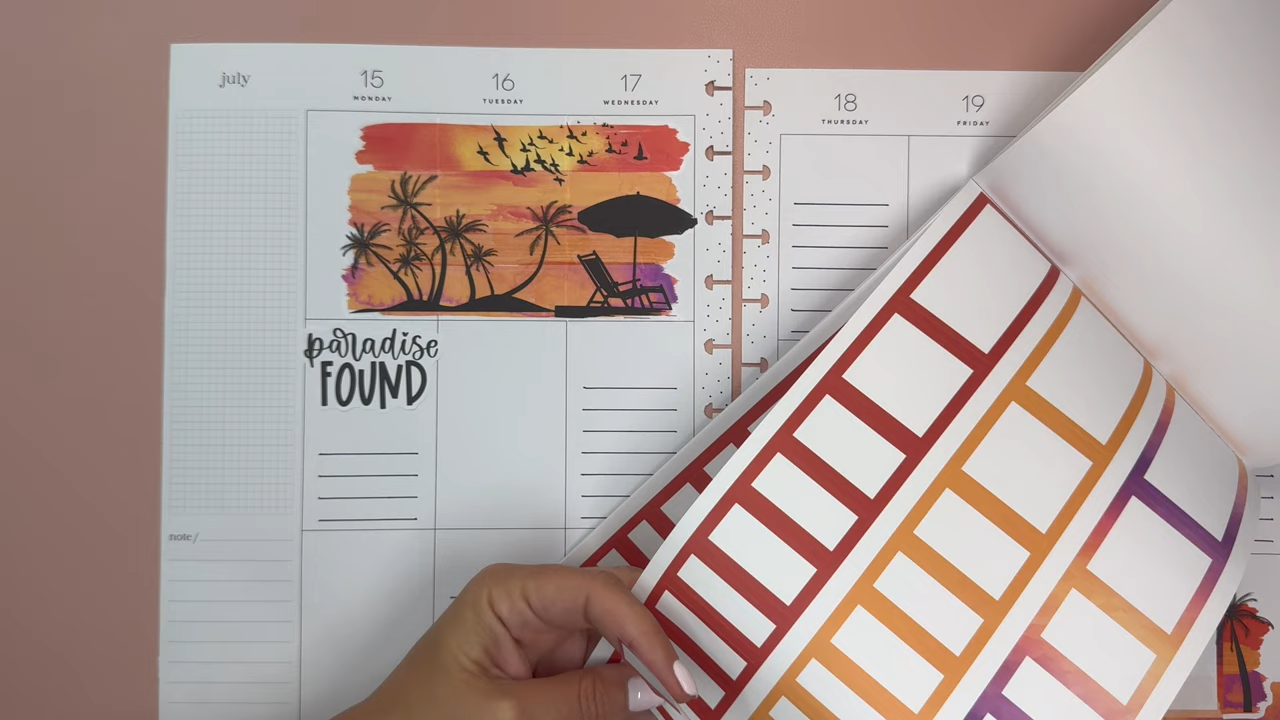 july
15
MONDAY
16
TUESDAY
17
WEDNESDAY
18
THURSDAY
19
FRIDAY
paradise
FOUND
note/